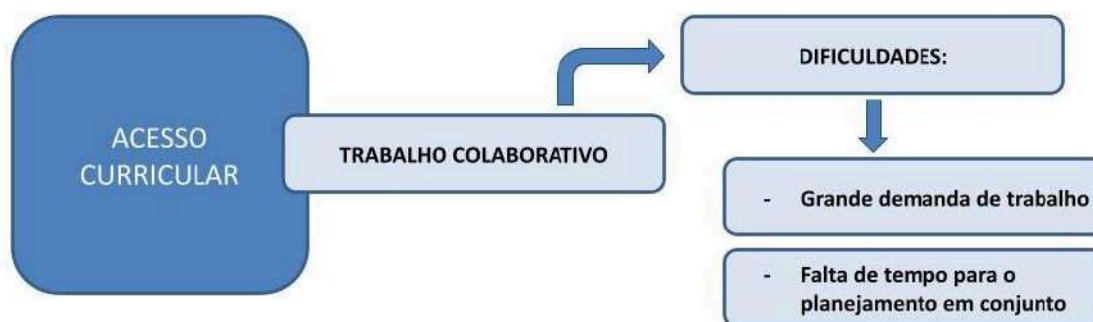 ACESSO
CURRICULAR
TRABALHO COLABORATIVO
DIFICULDADES:
- Grande demanda de trabalho
- Falta de tempo para o
planejamento em conjunto